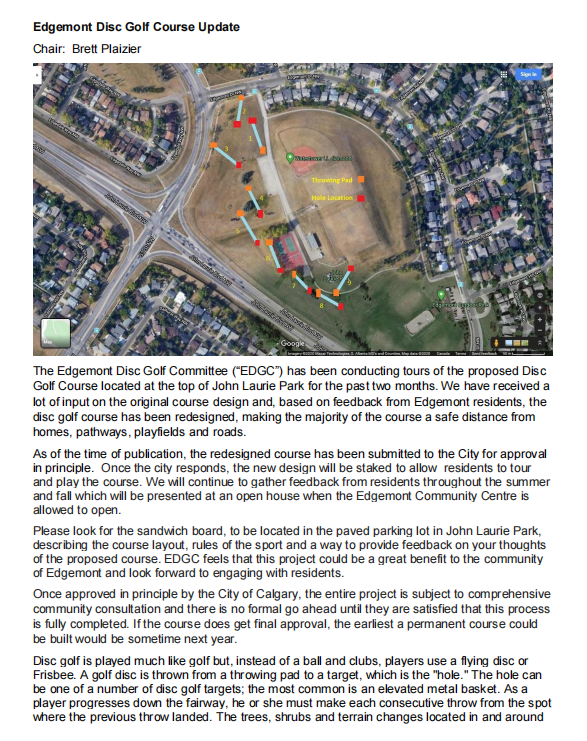 Edgemont Disc Golf Course Update
Chair: Brett Plaizier
Sign in
Throwing Pad
Hole Location
3
7
8
9
Map
Google
The Edgemont Disc Golf Committee (“EDGC”) has been conducting tours of the proposed Disc
Golf Course located at the top of John Laurie Park for the past two months. We have received a
lot of input on the original course design and, based on feedback from Edgemont residents, the
disc golf course has been redesigned, making the majority of the course a safe distance from
homes, pathways, playfields and roads.
As of the time of publication, the redesigned course has been submitted to the City for approval
in principle. Once the city responds, the new design will be staked to allow residents to tour
and play the course. We will continue to gather feedback from residents throughout the summer
and fall which will be presented at an open house when the Edgemont Community Centre is
allowed to open.
Please look for the sandwich board, to be located in the paved parking lot in John Laurie Park,
describing the course layout, rules of the sport and a way to provide feedback on your thoughts
of the proposed course. EDGC feels that this project could be a great benefit to the community
of Edgemont and look forward to engaging with residents.
Once approved in principle by the City of Calgary, the entire project is subject to comprehensive
community consultation and there is no formal go ahead until they are satisfied that this process
is fully completed. If the course does get final approval, the earliest a permanent course could
be built would be sometime next year.
Disc golf is played much like golf but, instead of a ball and clubs, players use a flying disc or
Frisbee. A golf disc is thrown from a throwing pad to a target, which is the "hole." The hole can
be one of a number of disc golf targets; the most common is an elevated metal basket. As a
player progresses down the fairway, he or she must make each consecutive throw from the spot
where the previous throw landed. The trees, shrubs and terrain changes located in and around